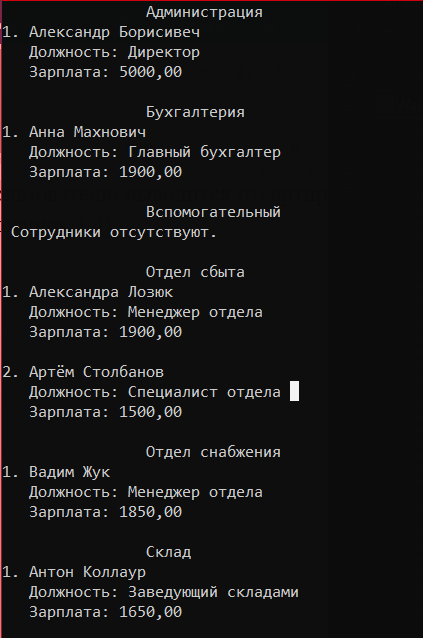 Администрация
1. Александр Борисивеч
Должность: Директор
Зарплата: 5000,00
Бухгалтерия
1. Анна Махнович
Должность: Главный бухгалтер
Зарплата: 1900,00
Вспомогательный
Сотрудники отсутствуют.
Отдел сбыта
1. Александра Лозюк
Должность: Менеджер отдела
Зарплата: 1900,00
2. Артём Столбанов
Должность: Специалист отдела
Зарплата: 1500,00
Отдел снабжения
1. Вадим Жук
Должность: Менеджер отдела
Зарплата: 1850,00
Склад
1. Антон Коллаур
Должность: Заведующий складами
Зарплата: 1650,00